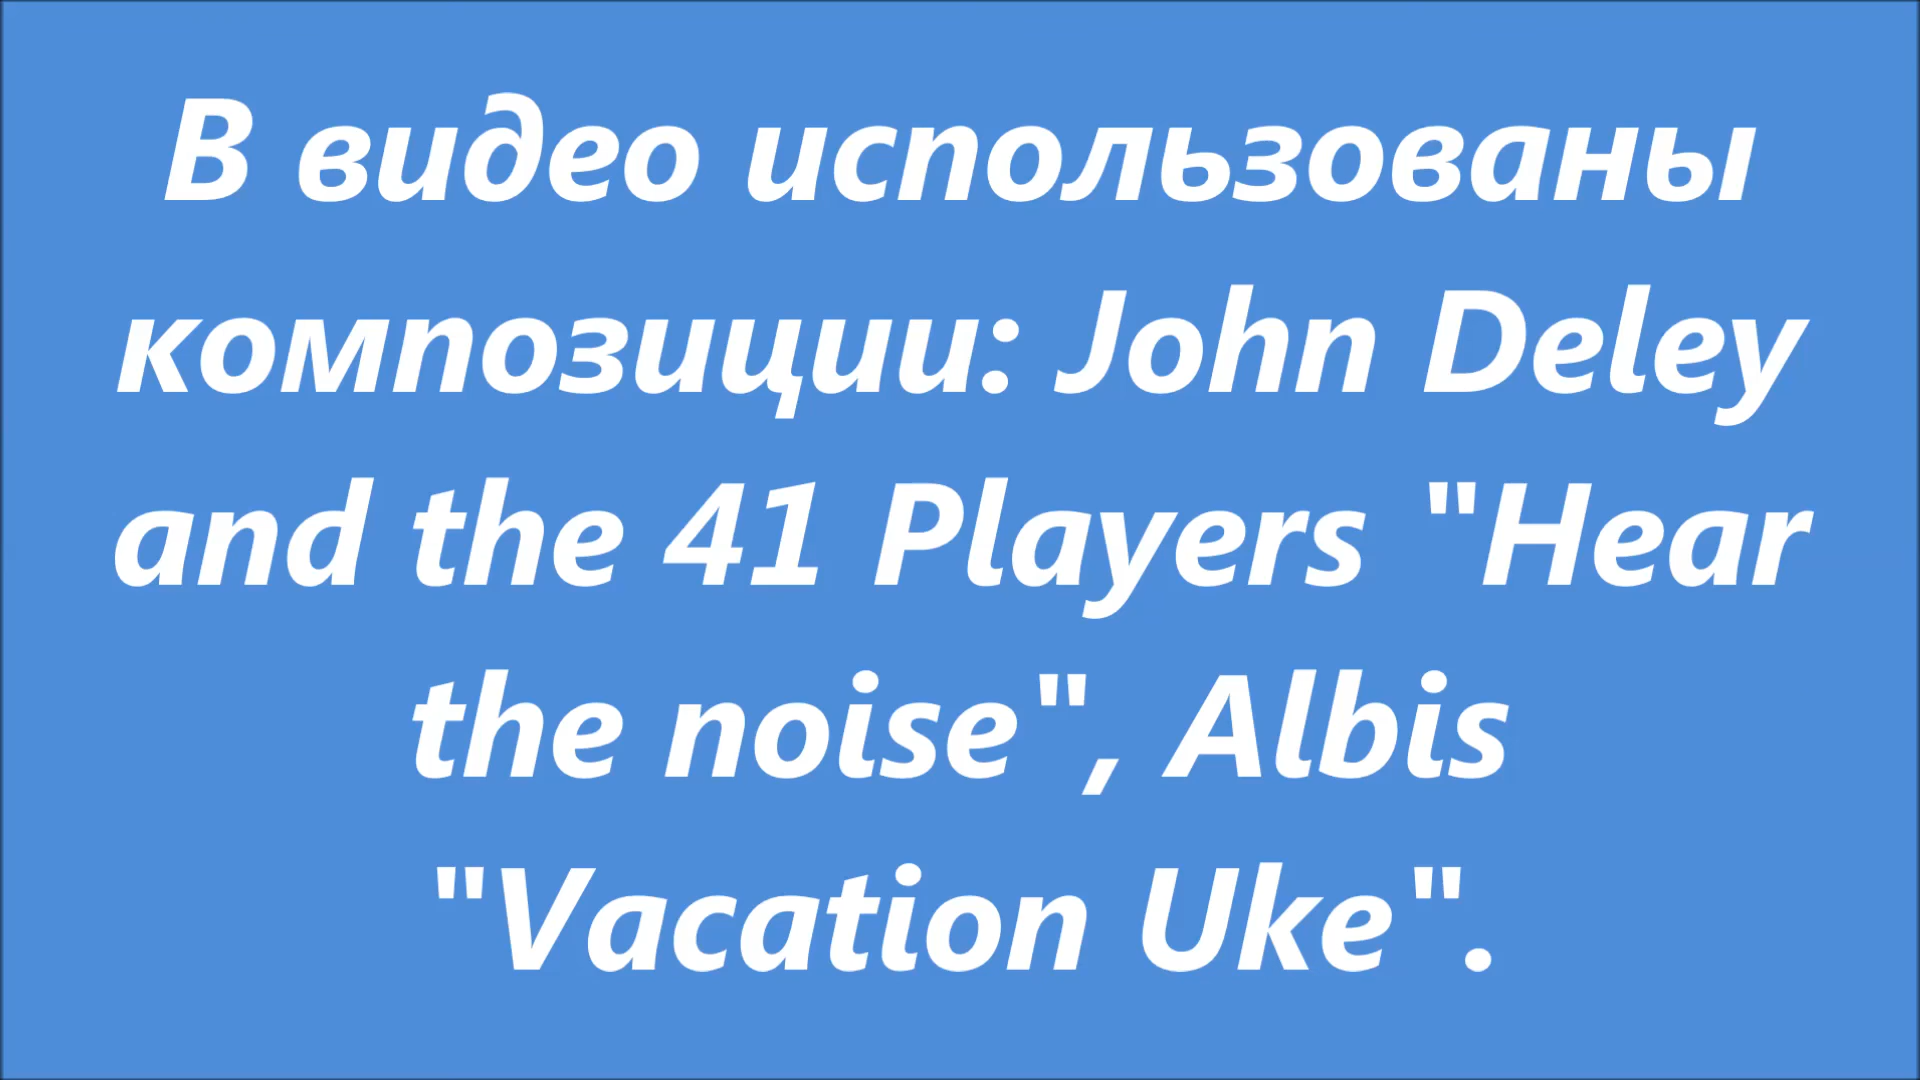 В видео использованы
композиции: John Deley
and the 41 Players "Hear
the noise", Albis
"Vacation Uke".